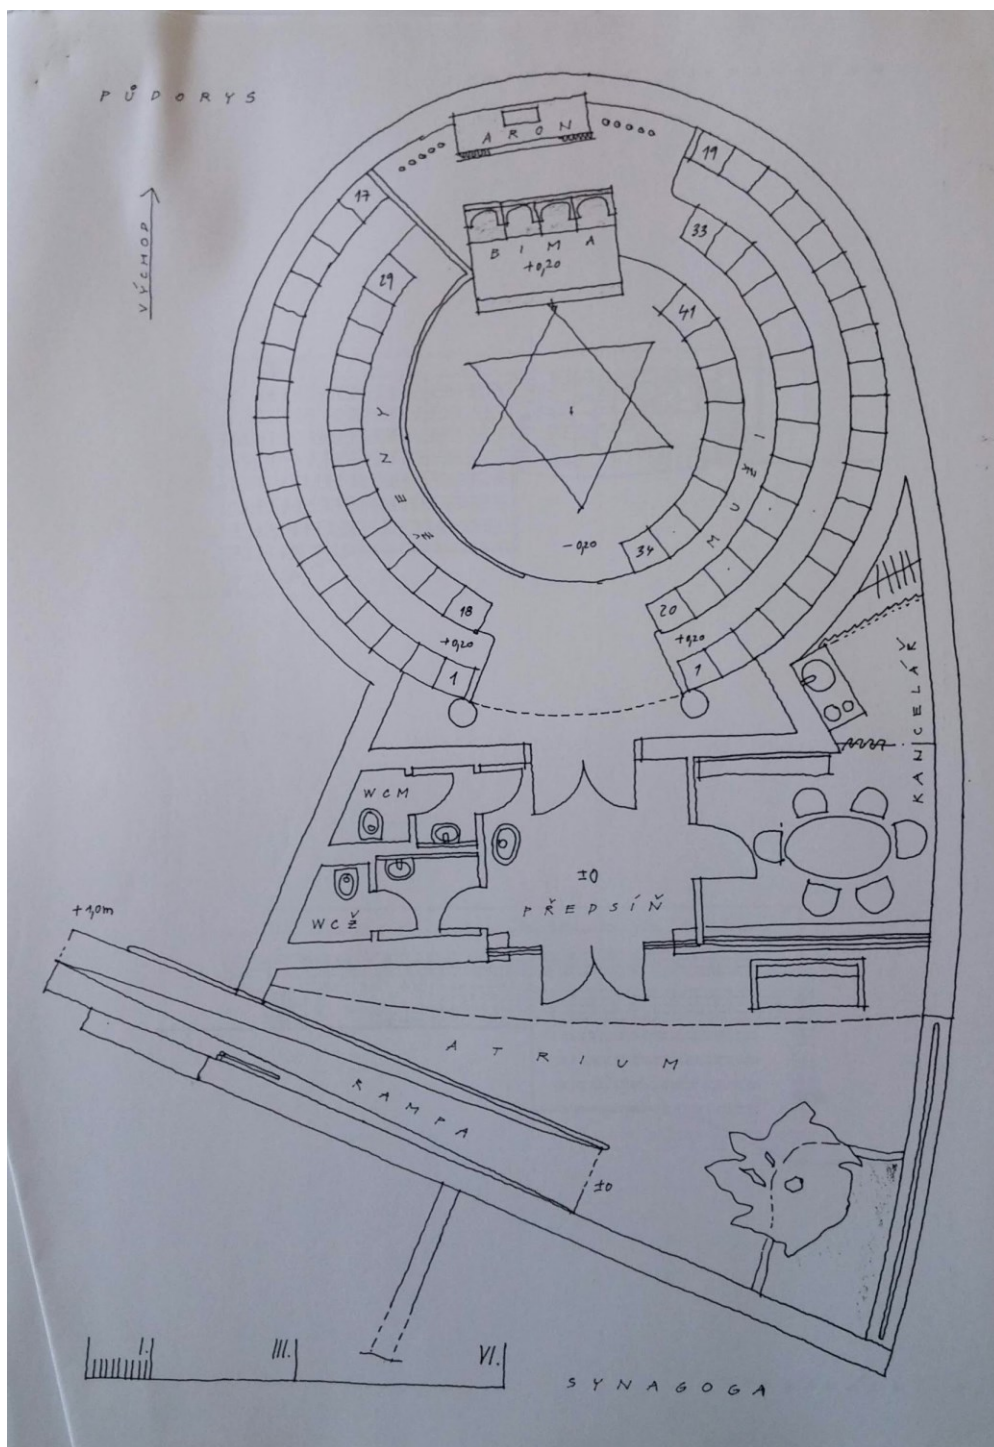 PŮDORYS
VÝCHOD
ARON
17
19
BIMA
+0,20
33
29
41
ŽENY
MUŽI
-0,20
34
18
20
+0,20
+0,20
1
1
KANCELÁŘ
WCM
±0
PŘEDSÍŇ
WCŽ
+1,0m
ATRIUM
RAMPA
±0
I.
III.
VI.
SYNAGOGA